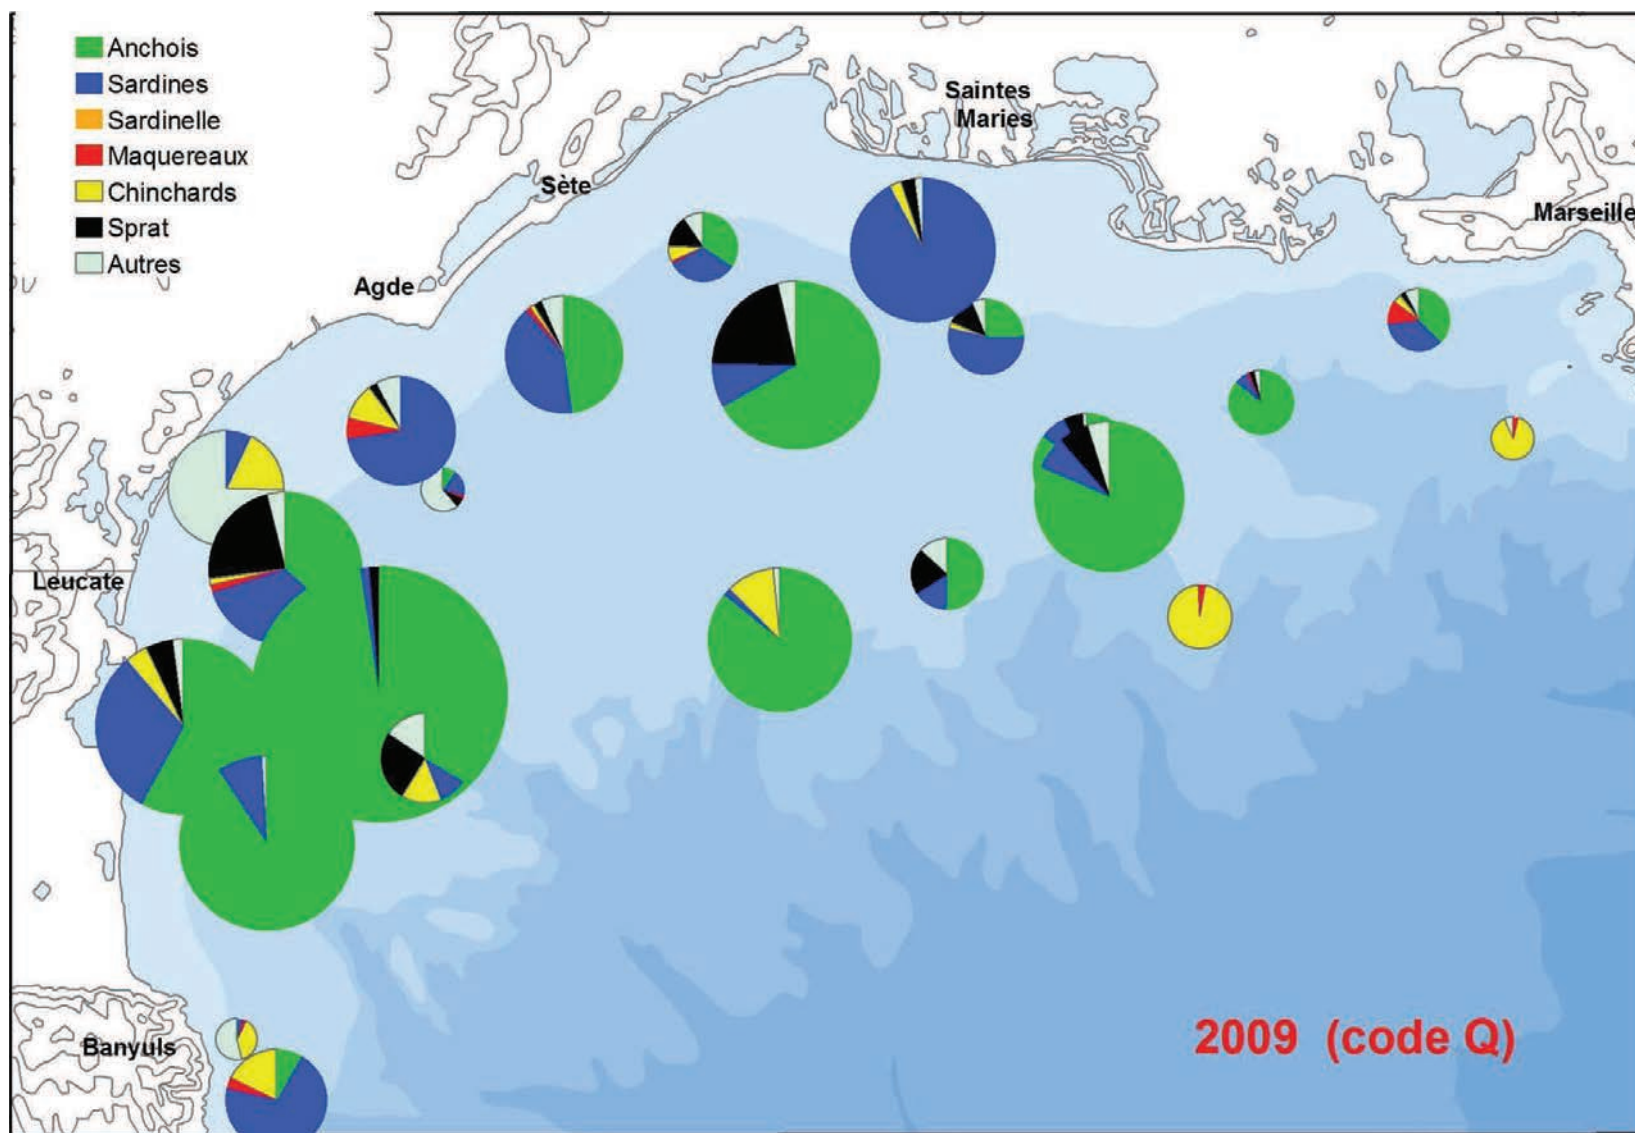 Anchois
Sardines
Sardinelle
Maquereaux
Chinchards
Sprat
Autres
Saintes
Maries
Sète
Marseille
Agde
Leucate
Banyuls
2009 (code Q)